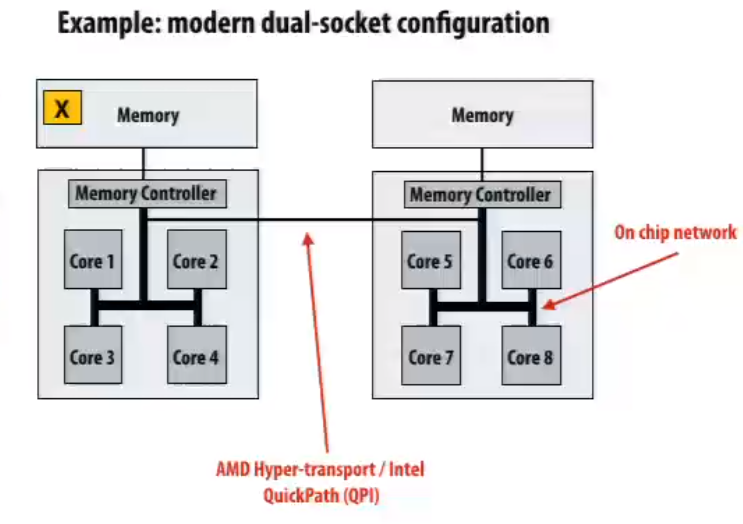 Example: modern dual-socket configuration
X
Memory
Memory
Memory Controller
Memory Controller
Core 1
Core 2
Core 5
Core 6
On chip network
Core 3
Core 4
Core 7
Core 8
AMD Hyper-transport / Intel
QuickPath (QPI)